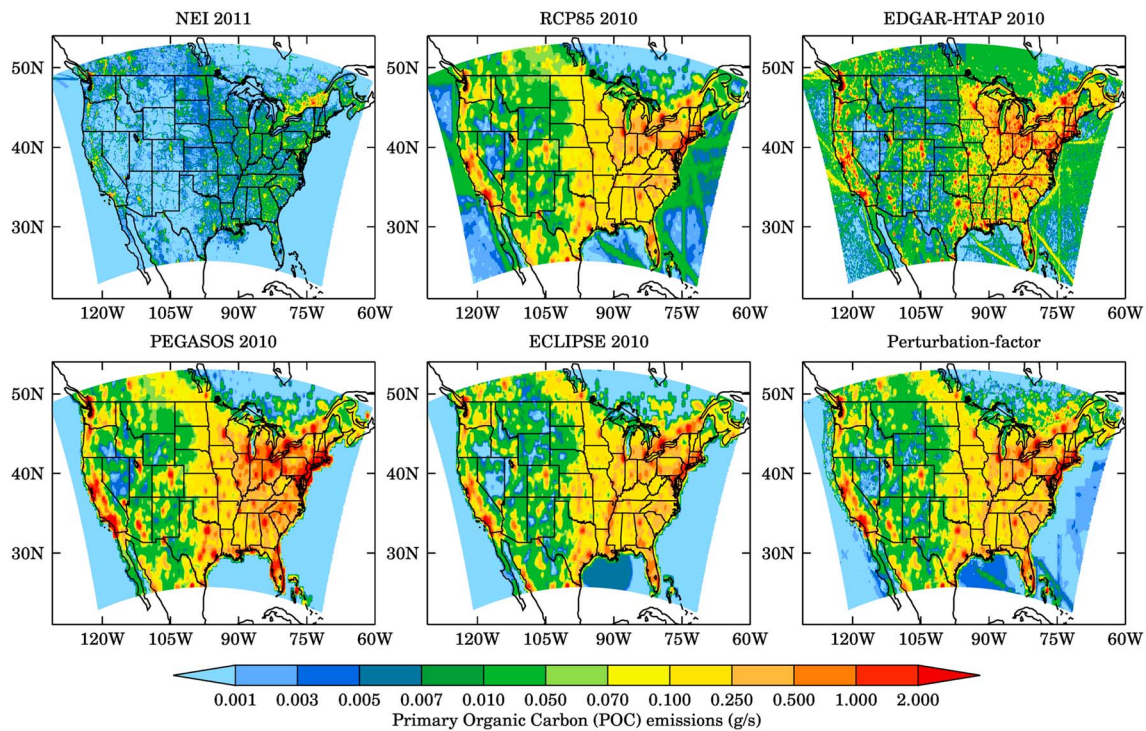 NEI 2011
RCP85 2010
EDGAR-HTAP 2010
50N
50N
50N
40N
40N
40N
30N
30N
30N
120W 105W 90W 75W 60W
120W 105W 90W 75W 60W
120W 105W 90W 75W 60W
PEGASOS 2010
ECLIPSE 2010
Perturbation-factor
50N
50N
50N
40N
40N
40N
30N
30N
30N
120W 105W 90W 75W 60W
120W 105W 90W 75W 60W
120W 105W 90W 75W 60W
0.001 0.003 0.005 0.007 0.010 0.050 0.070 0.100 0.250 0.500 1.000 2.000
Primary Organic Carbon (POC) emissions (g/s)